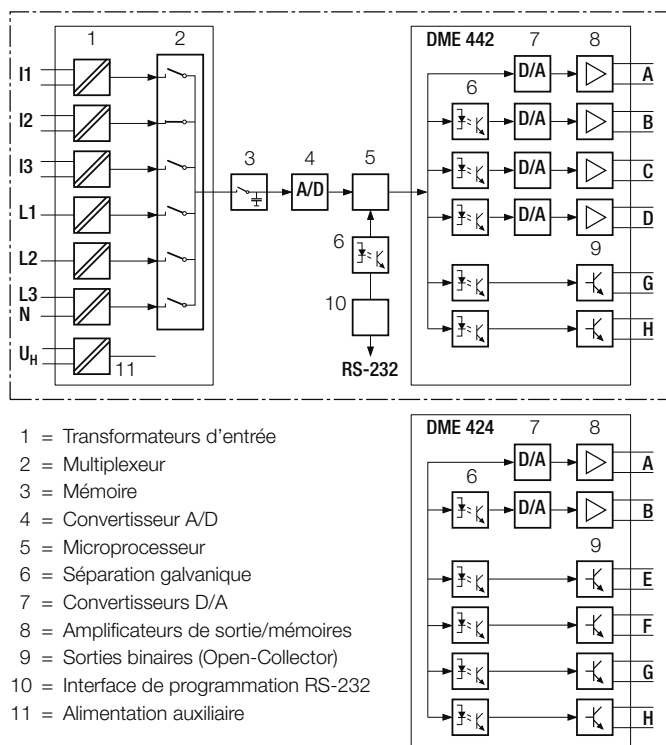 1 2 DME 442 7 8
I1 D/A A
6
I2 D/A B
I3 3 4 5 D/A C
L1 A/D D/A D
6
L2 9 G
L3
N 10 H
UH 11 RS-232
1 = Transformateurs d'entrée
2 = Multiplexeur
3 = Mémoire
4 = Convertisseur A/D
5 = Microprocesseur
6 = Séparation galvanique
7 = Convertisseurs D/A
8 = Amplificateurs de sortie/mémoires
9 = Sorties binaires (Open-Collector)
10 = Interface de programmation RS-232
11 = Alimentation auxiliaire
DME 424 7 8
D/A A
6
D/A B
9
E
F
G
H